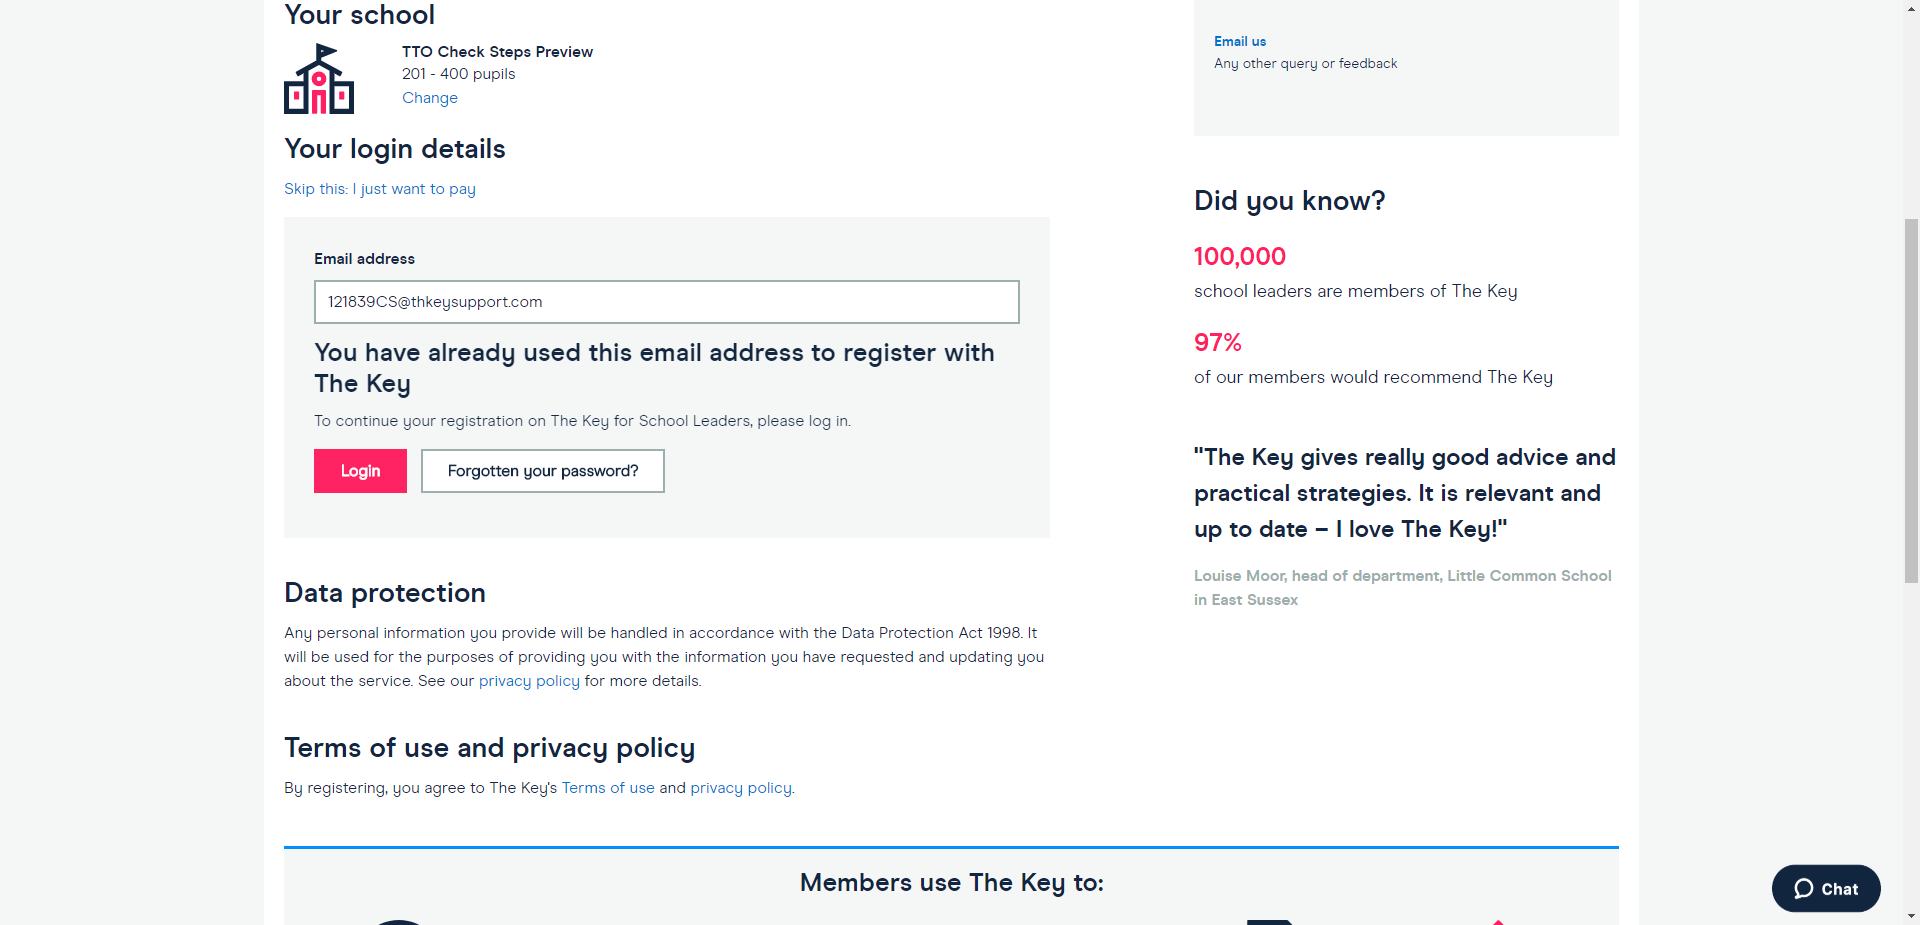 Your school
TTO Check Steps Preview
201 - 400 pupils
Change
Your login details
Skip this: I just want to pay
Email address
121839CS@thkeysupport.com
You have already used this email address to register with
The Key
To continue your registration on The Key for School Leaders, please log in.
Login
Forgotten your password?
Data protection
Any personal information you provide will be handled in accordance with the Data Protection Act 1998. It
will be used for the purposes of providing you with the information you have requested and updating you
about the service. See our privacy policy for more details.
Terms of use and privacy policy
By registering, you agree to The Key's Terms of use and privacy policy.
Email us
Any other query or feedback
Did you know?
100,000
school leaders are members of The Key
97%
of our members would recommend The Key
"The Key gives really good advice and
practical strategies. It is relevant and
up to date – I love The Key!"
Louise Moor, head of department, Little Common School
in East Sussex
Members use The Key to:
Chat